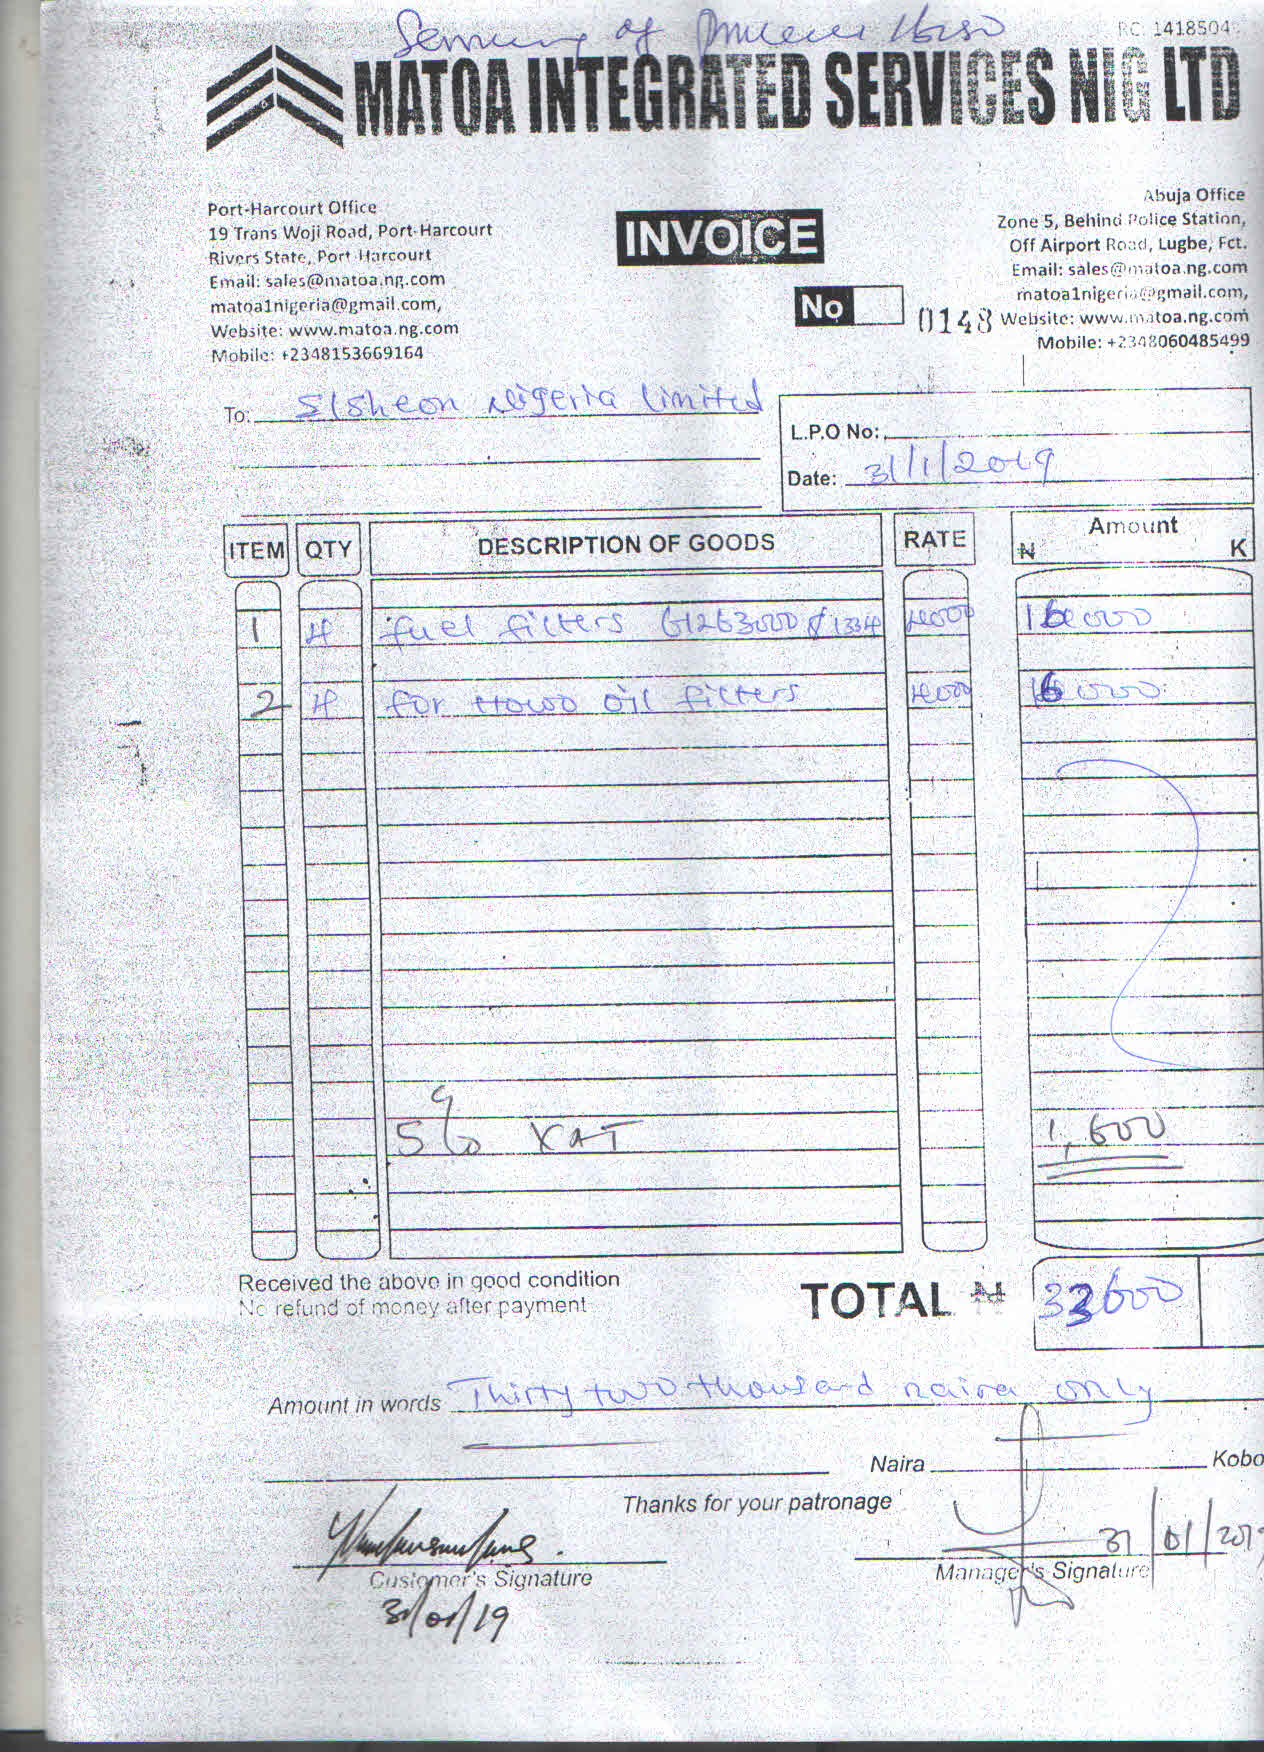 Servicing of
RC: 1418504
MATOA INTEGRATED SERVICES NIG LTD
Port-Harcourt Office
19 Trans Woji Road, Port-Harcourt
Rivers State, Port Harcourt
Email: sales@matoa.ng.com
matoa1nigeria@gmail.com,
Website: www.matoa.ng.com
Mobile: +2348153669164
INVOICE
No 0148
Abuja Office
Zone 5, Behind Police Station,
Off Airport Road, Lugbe, Fct.
Email: sales@matoa.ng.com
matoa1nigeria@gmail.com,
Website: www.matoa.ng.com
Mobile: +2348060485499
To: Elsheon Nigeria Limited
L.P.O No:
Date: 31/1/2019
ITEM QTY DESCRIPTION OF GOODS RATE Amount
₦ K
1 4 fuel filters 4000 16000
2 4 for Howo oil filters 4000 16000
5% VAT 1,600
Received the above in good condition
No refund of money after payment
TOTAL ₦ 33600
Amount in words Thirty two thousand naira only
Naira Kobo
Thanks for your patronage
31/01/2019
Customer's Signature
Manager's Signature
31/01/19